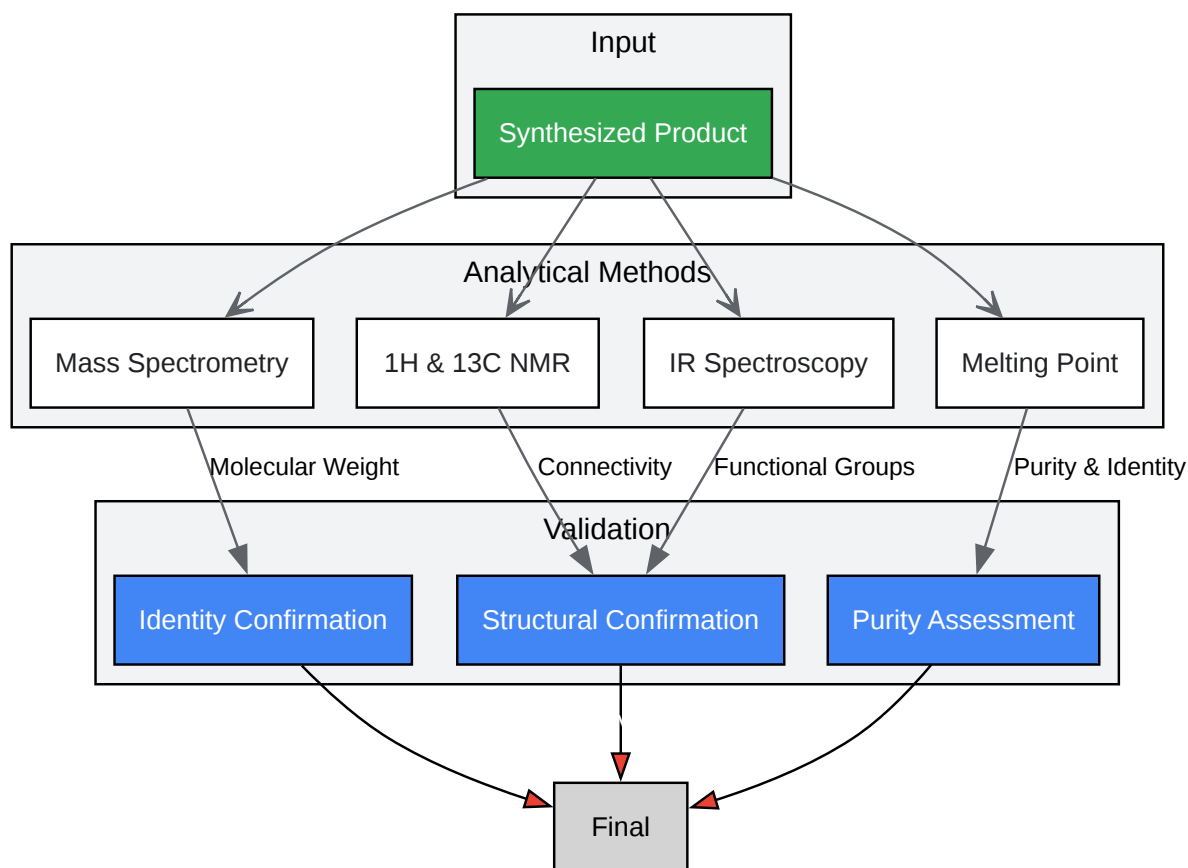 Input
Synthesized Product
Analytical Methods
Mass Spectrometry
1H & 13C NMR
IR Spectroscopy
Melting Point
Molecular Weight
Connectivity
Functional Groups
Purity & Identity
Validation
Identity Confirmation
Structural Confirmation
Purity Assessment
Final